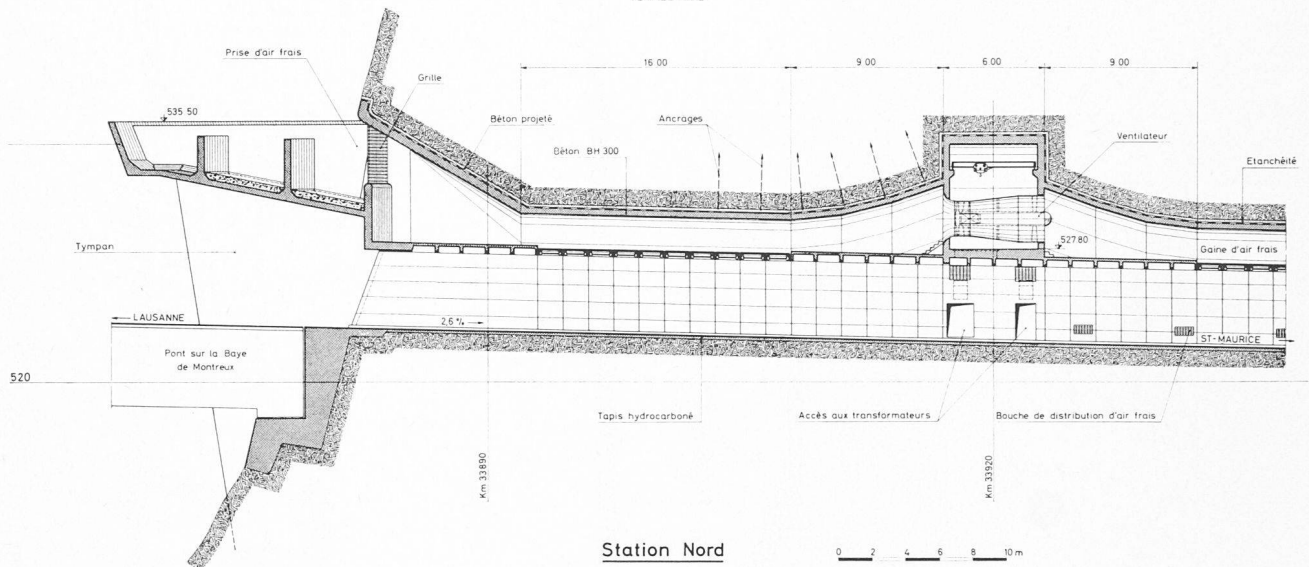 Prise d'air frais
16.00
9.00
6.00
9.00
Grille
535.50
Béton projeté
Ancrages
Ventilateur
Béton BH 300
Etanchéité
Tympan
527.80
Gaine d'air frais
LAUSANNE
2,6 %
ST-MAURICE
Pont sur la Baye
de Montreux
520
Tapis hydrocarboné
Accès aux transformateurs
Bouche de distribution d'air frais
Km 33890
Km 33920
Station Nord
0 2 4 6 8 10 m